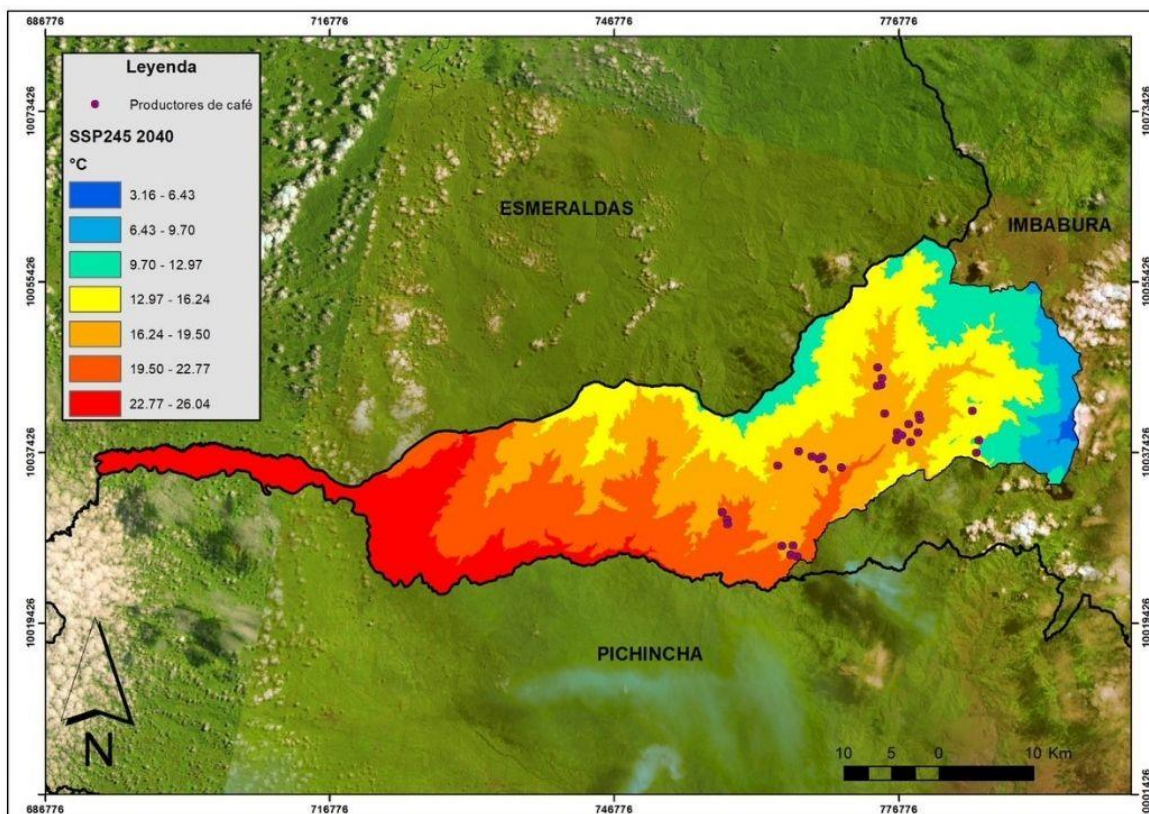 686776 716776 746776 776776
Leyenda
Productores de café
SSP245 2040
°C
3.16 - 6.43
6.43 - 9.70
9.70 - 12.97
12.97 - 16.24
16.24 - 19.50
19.50 - 22.77
22.77 - 26.04
10073426 10073426
ESMERALDAS
IMBABURA
10055426 10055426
10037426 10037426
10019426 10019426
PICHINCHA
N
10 5 0 10 Km
10001426 10001426
686776 716776 746776 776776